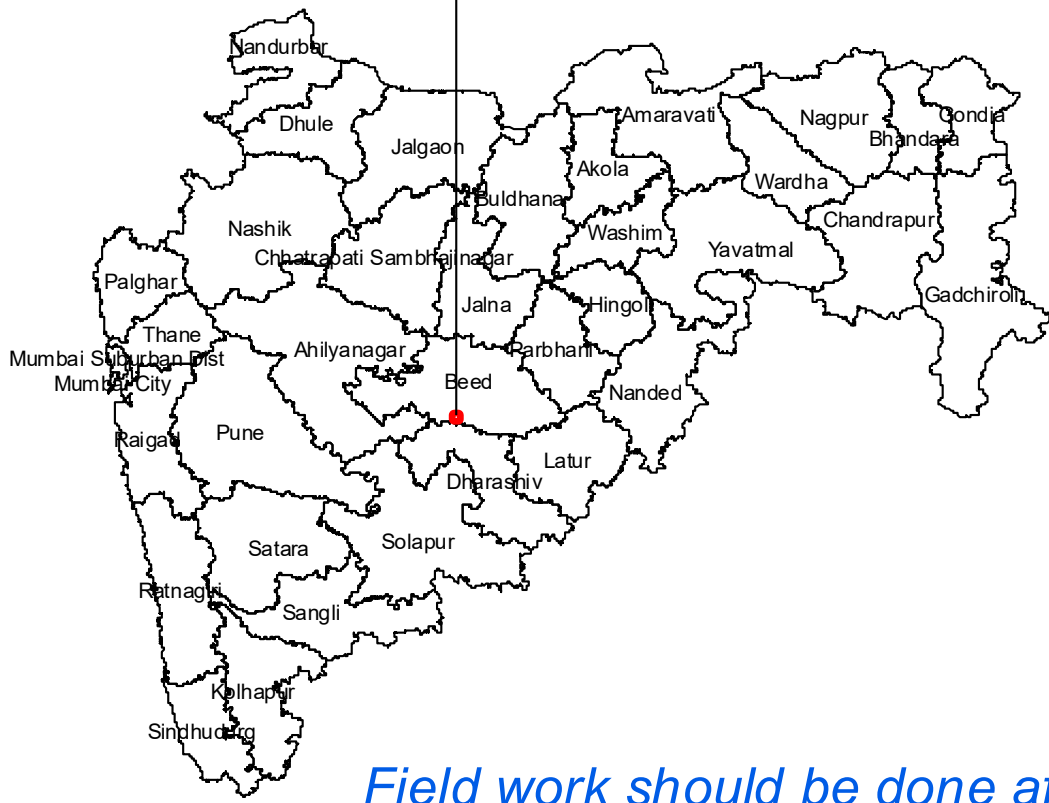 Nandurbar
Dhule
Jalgaon
Amaravati
Nagpur
Gondia
Bhandara
Akola
Buldhana
Wardha
Washim
Chandrapur
Nashik
Yavatmal
Chhatrapati Sambhajinagar
Palghar
Jalna
Hingoli
Gadchiroli
Thane
Ahilyanagar
Parbhani
Mumbai Suburban Dist
Mumbai City
Beed
Nanded
Raigad
Pune
Latur
Dharashiv
Satara
Solapur
Ratnagiri
Sangli
Kolhapur
Sindhudurg
Field work should be done at